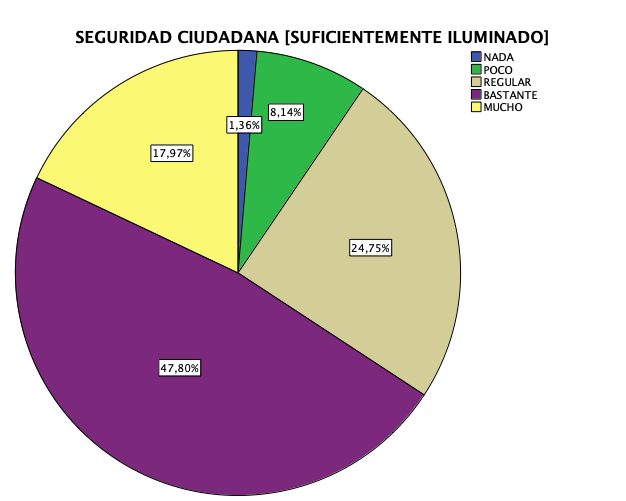 SEGURIDAD CIUDADANA [SUFICIENTEMENTE ILUMINADO]
NADA
POCO
REGULAR
BASTANTE
MUCHO
8,14%
1,36%
17,97%
24,75%
47,80%